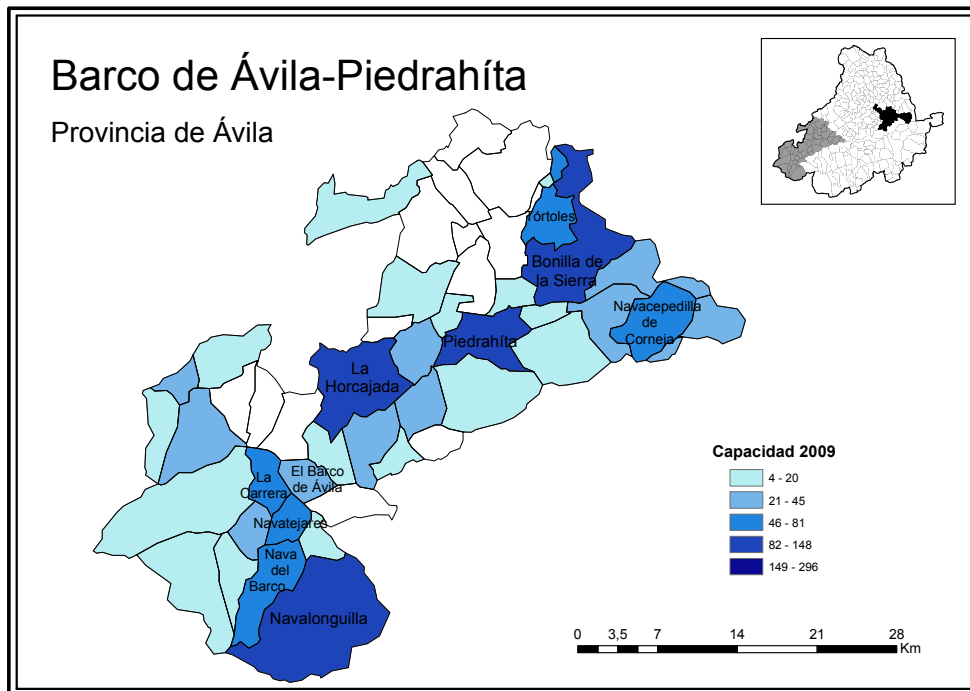 Barco de Ávila-Piedrahíta
Provincia de Ávila
Tórtoles
Bonilla de
la Sierra
Navacepedilla
de
Corneja
Piedrahíta
La
Horcajada
El Barco
de Ávila
La
Carrera
Navatejares
Nava
del
Barco
Navalonguilla
Capacidad 2009
4 - 20
21 - 45
46 - 81
82 - 148
149 - 296
0 3,5 7 14 21 28
Km